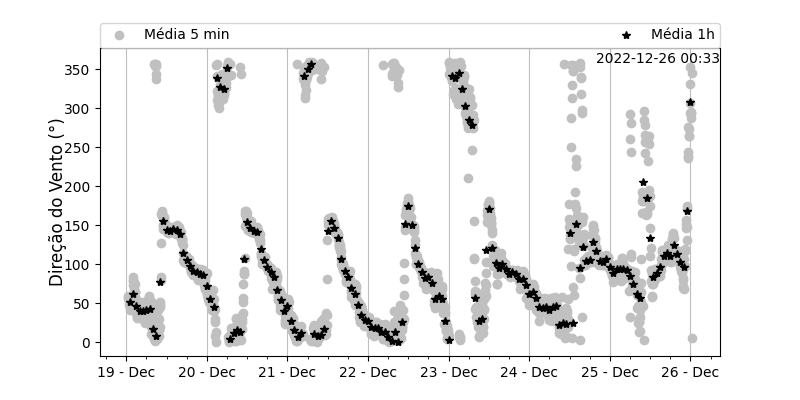 Média 5 min
Média 1h
2022-12-26 00:33
Direção do Vento (°)
350
300
250
200
150
100
50
0
19 - Dec
20 - Dec
21 - Dec
22 - Dec
23 - Dec
24 - Dec
25 - Dec
26 - Dec